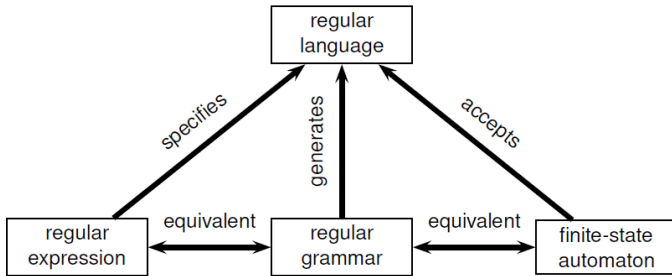 regular
language
specifies
generates
accepts
equivalent
equivalent
regular
expression
regular
grammar
finite-state
automaton